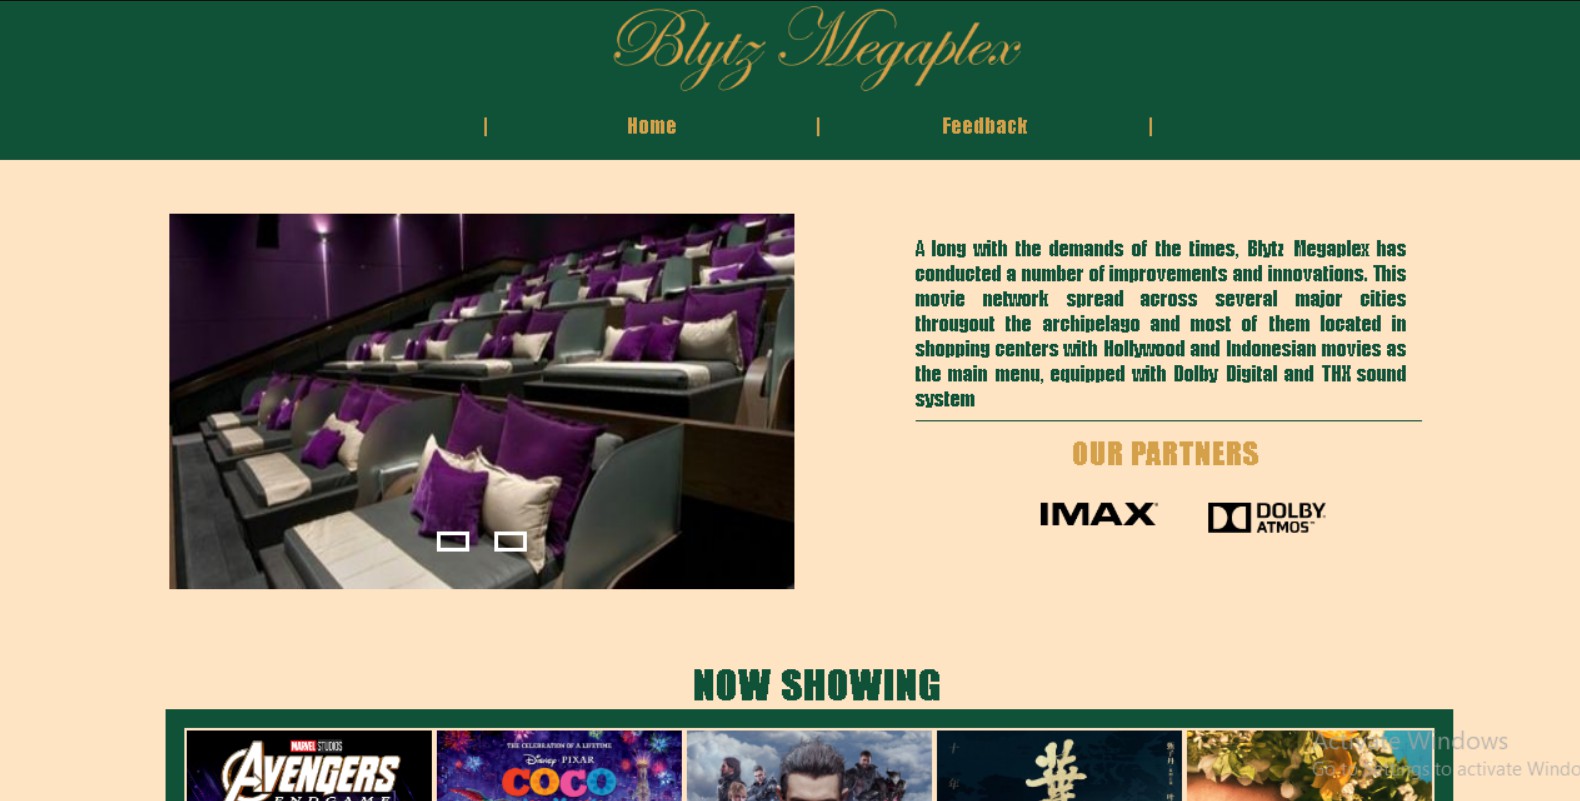 Blytz Megaplex
| Home | Feedback |
A long with the demands of the times, Blytz Megaplex has
conducted a number of improvements and innovations. This
movie network spread across several major cities
througout the archipelago and most of them located in
shopping centers with Hollywood and Indonesian movies as
the main menu, equipped with Dolby Digital and THX sound
system
OUR PARTNERS
IMAX
DOLBY
ATMOS
NOW SHOWING
MARVEL STUDIOS
AVENGERS
ENDGAME
THE CELEBRATION OF A LIFETIME
Disney · PIXAR
COCO
十
年
華
Activate Windows
Go to Settings to activate Windo